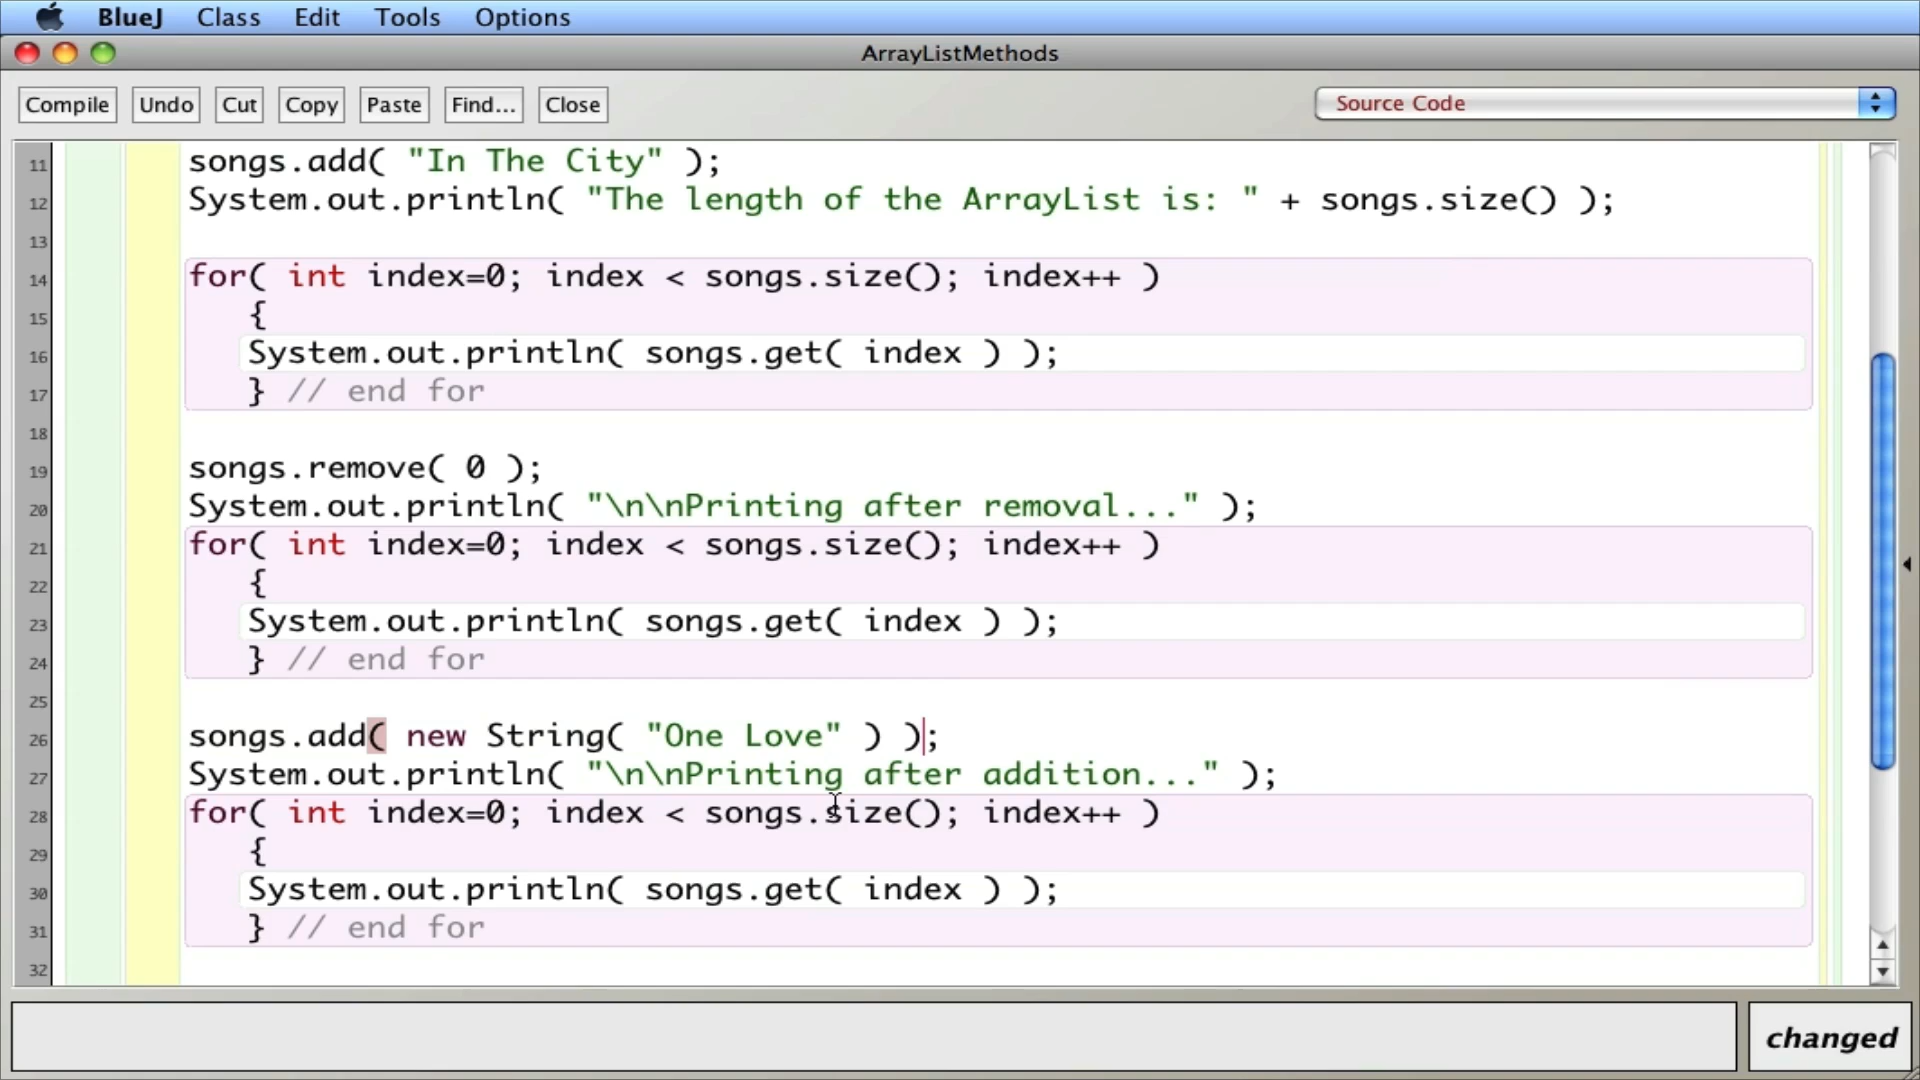 BlueJ Class Edit Tools Options
ArrayListMethods
Compile Undo Cut Copy Paste Find... Close Source Code
11 songs.add( "In The City" );
12 System.out.println( "The length of the ArrayList is: " + songs.size() );
13
14 for( int index=0; index < songs.size(); index++ )
15 {
16 System.out.println( songs.get( index ) );
17 } // end for
18
19 songs.remove( 0 );
20 System.out.println( "\n\nPrinting after removal..." );
21 for( int index=0; index < songs.size(); index++ )
22 {
23 System.out.println( songs.get( index ) );
24 } // end for
25
26 songs.add( new String( "One Love" ) );
27 System.out.println( "\n\nPrinting after addition..." );
28 for( int index=0; index < songs.size(); index++ )
29 {
30 System.out.println( songs.get( index ) );
31 } // end for
32
changed